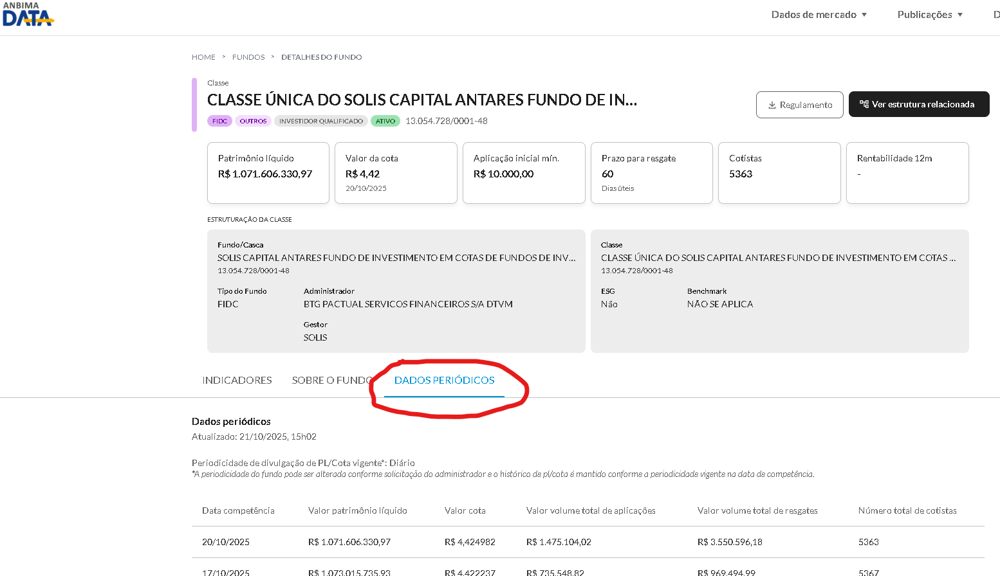 ANBIMA
DATA
Dados de mercado ▼ Publicações ▼ D
HOME > FUNDOS > DETALHES DO FUNDO
Classe
CLASSE ÚNICA DO SOLIS CAPITAL ANTARES FUNDO DE IN...
FIDC OUTROS INVESTIDOR QUALIFICADO ATIVO 13.054.728/0001-48
Regulamento Ver estrutura relacionada
Patrimônio líquido
R$ 1.071.606.330,97
Valor da cota
R$ 4,42
20/10/2025
Aplicação inicial mín.
R$ 10.000,00
Prazo para resgate
60
Dias úteis
Cotistas
5363
Rentabilidade 12m
-
ESTRUTURAÇÃO DA CLASSE
Fundo/Casca
SOLIS CAPITAL ANTARES FUNDO DE INVESTIMENTO EM COTAS DE FUNDOS DE INV...
13.054.728/0001-48
Tipo do Fundo Administrador
FIDC BTG PACTUAL SERVICOS FINANCEIROS S/A DTVM
Gestor
SOLIS
Classe
CLASSE ÚNICA DO SOLIS CAPITAL ANTARES FUNDO DE INVESTIMENTO EM COTAS ...
13.054.728/0001-48
ESG Benchmark
Não NÃO SE APLICA
INDICADORES SOBRE O FUNDO DADOS PERIÓDICOS
Dados periódicos
Atualizado: 21/10/2025, 15h02
Periodicidade de divulgação de PL/Cota vigente*: Diário
*A periodicidade do fundo pode ser alterada conforme solicitação do administrador e o histórico de pl/cota é mantido conforme a periodicidade vigente na data de competência.
Data competência Valor patrimônio líquido Valor cota Valor volume total de aplicações Valor volume total de resgates Número total de cotistas
20/10/2025 R$ 1.071.606.330,97 R$ 4,424982 R$ 1.475.104,02 R$ 3.550.596,18 5363
17/10/2025 R$ 1.073.015.735,93 R$ 4,422237 R$ 735.548,82 R$ 969.494,99 5367